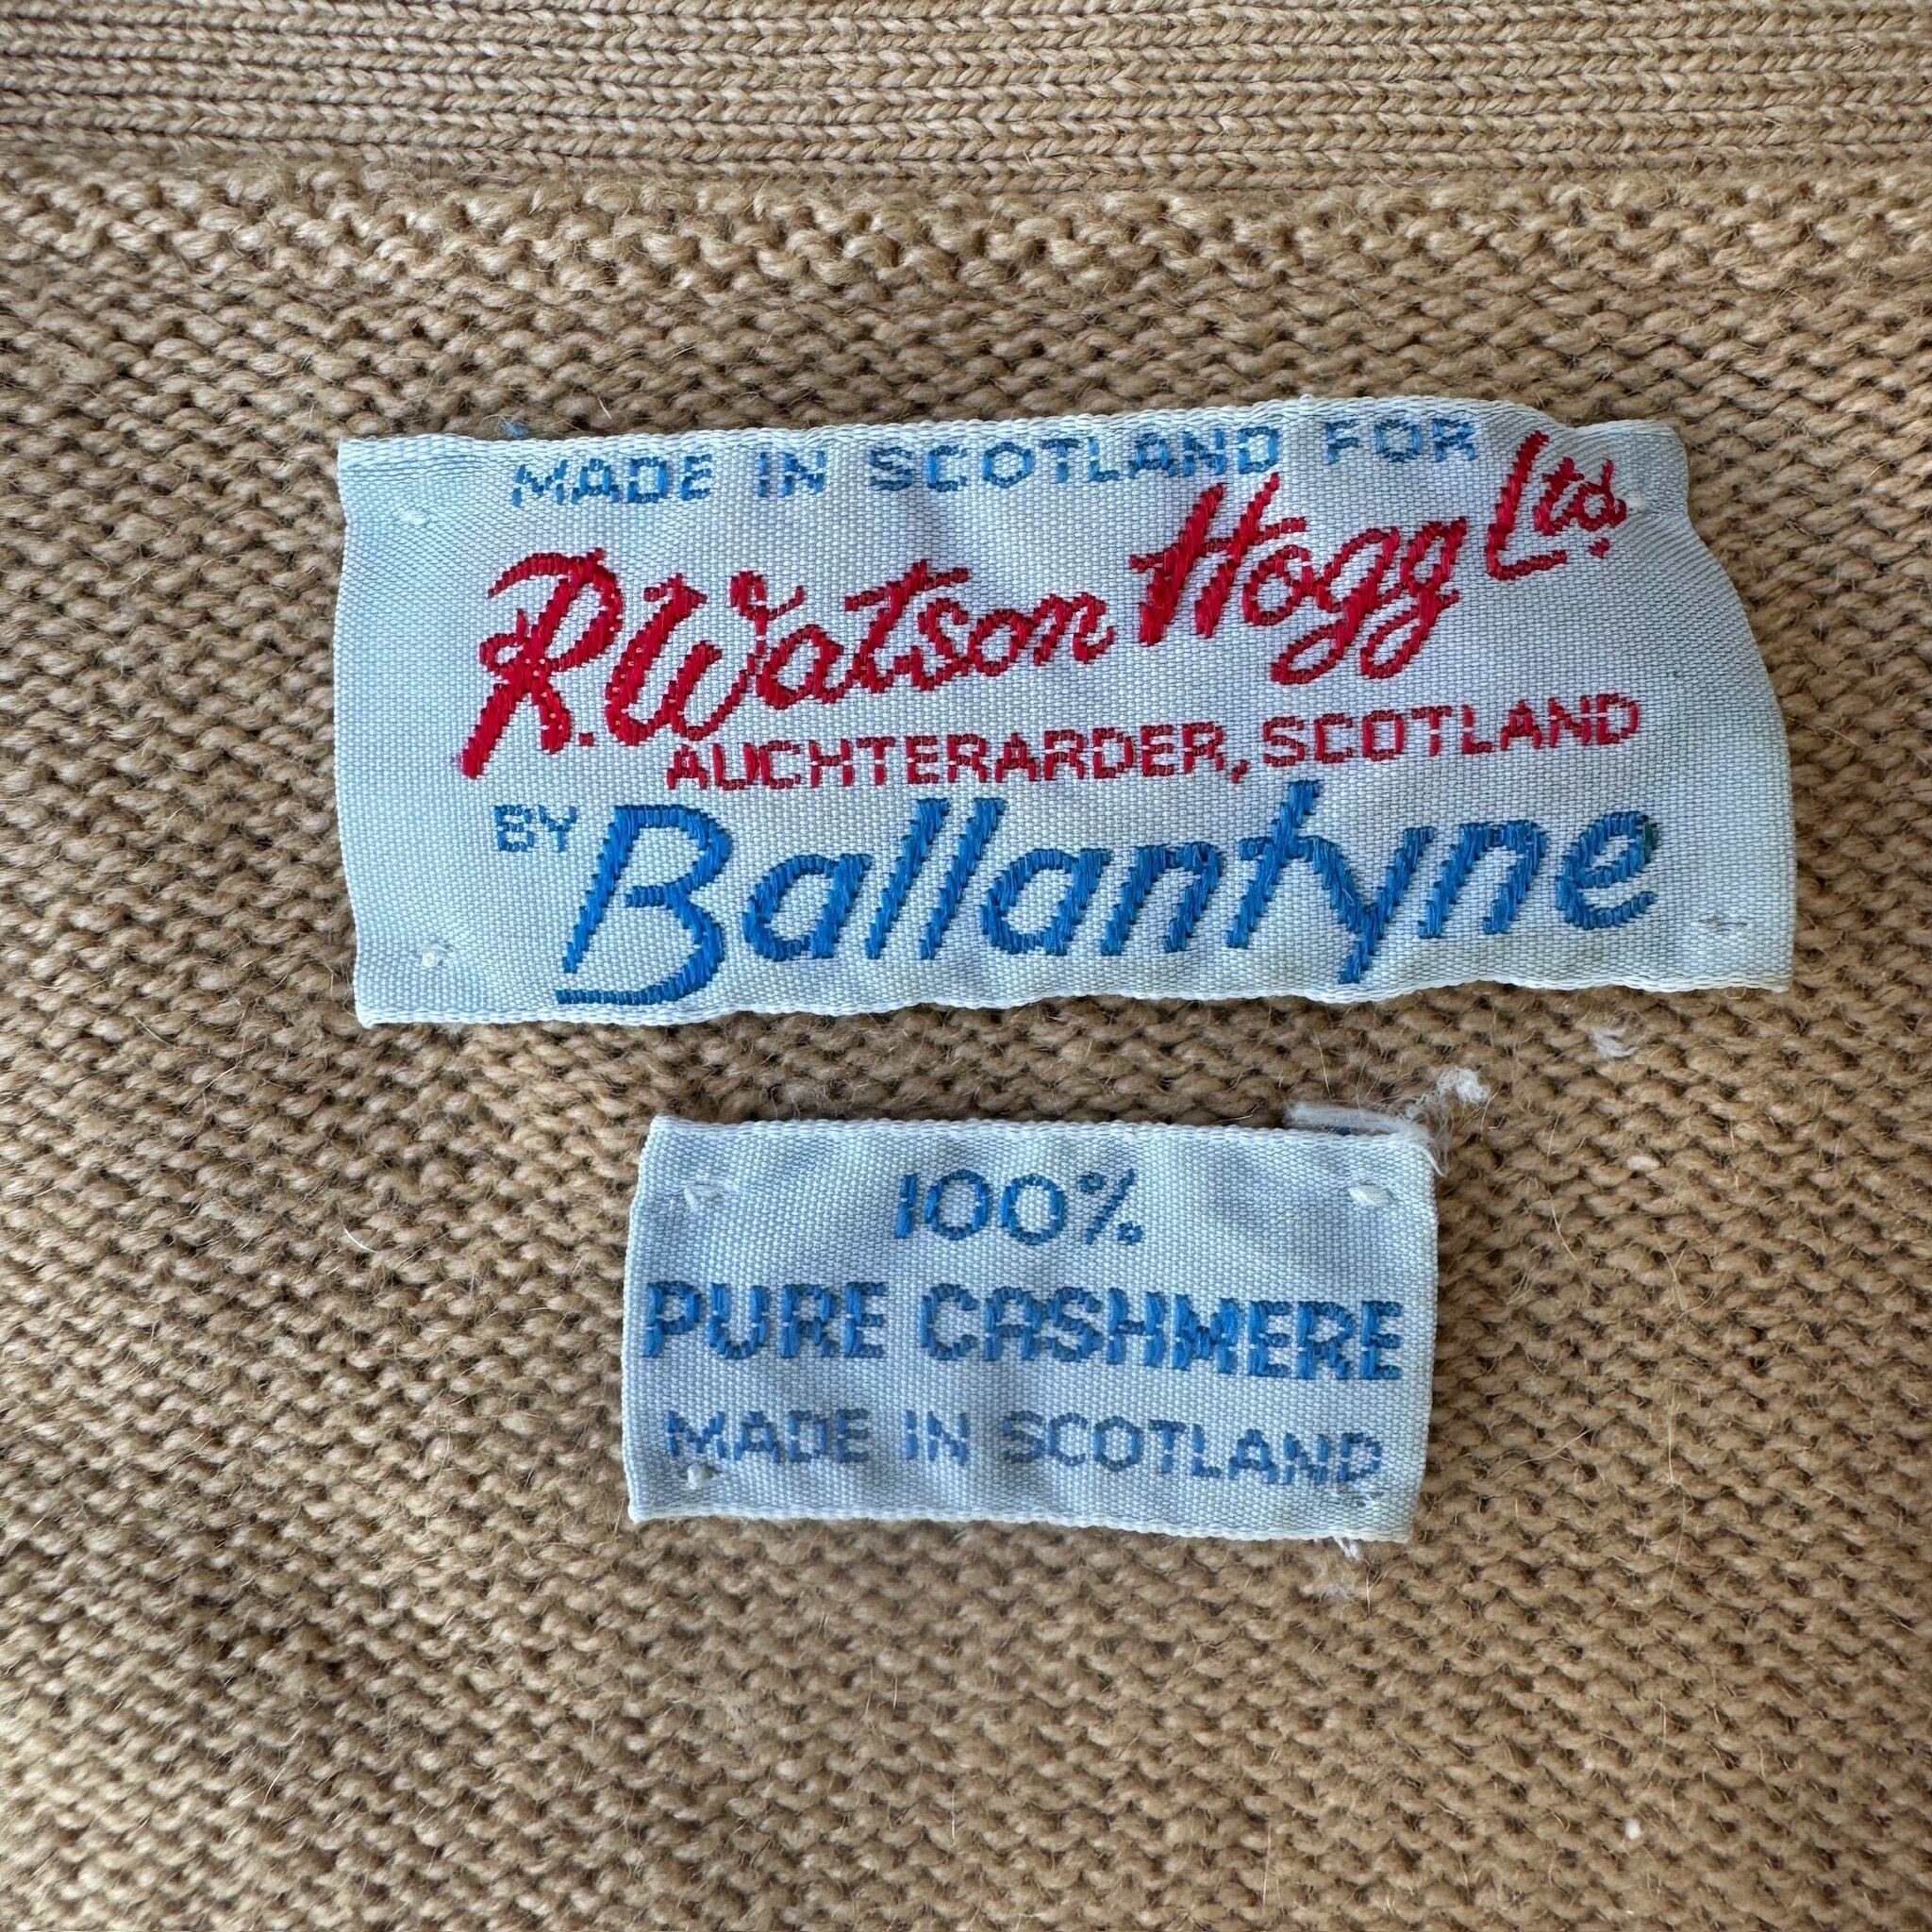 MADE IN SCOTLAND FOR
R. Watson Hogg Ltd.
AUCHTERARDER, SCOTLAND
BY Ballantyne
100%
PURE CASHMERE
MADE IN SCOTLAND